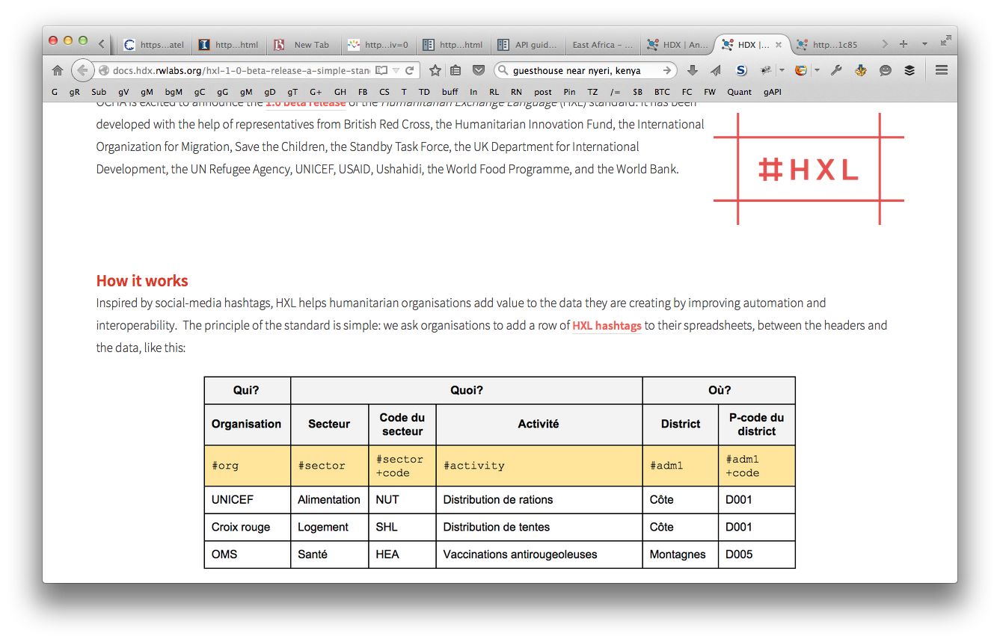 https...atel
http...html
New Tab
http...iv=0
http...html
API guid...
East Africa – ...
HDX | An...
HDX |...
http...1c85
docs.hdx.rwlabs.org/hxl-1-0-beta-release-a-simple-stan
guesthouse near nyeri, kenya
G gR Sub gV gM bgM gC gG gM gD gT G+ GH FB CS T TD buff In RL RN post Pin TZ /= $B BTC FC FW Quant gAPI
OCHA is excited to announce the 1.0 beta release of the Humanitarian Exchange Language (HXL) standard. It has been
developed with the help of representatives from British Red Cross, the Humanitarian Innovation Fund, the International
Organization for Migration, Save the Children, the Standby Task Force, the UK Department for International
Development, the UN Refugee Agency, UNICEF, USAID, Ushahidi, the World Food Programme, and the World Bank.
#HXL
How it works
Inspired by social-media hashtags, HXL helps humanitarian organisations add value to the data they are creating by improving automation and
interoperability. The principle of the standard is simple: we ask organisations to add a row of HXL hashtags to their spreadsheets, between the headers and
the data, like this:
Qui? Quoi? Où?
Organisation Secteur Code du secteur Activité District P-code du district
#org #sector #sector +code #activity #adm1 #adm1 +code
UNICEF Alimentation NUT Distribution de rations Côte D001
Croix rouge Logement SHL Distribution de tentes Côte D001
OMS Santé HEA Vaccinations antirougeoleuses Montagnes D005